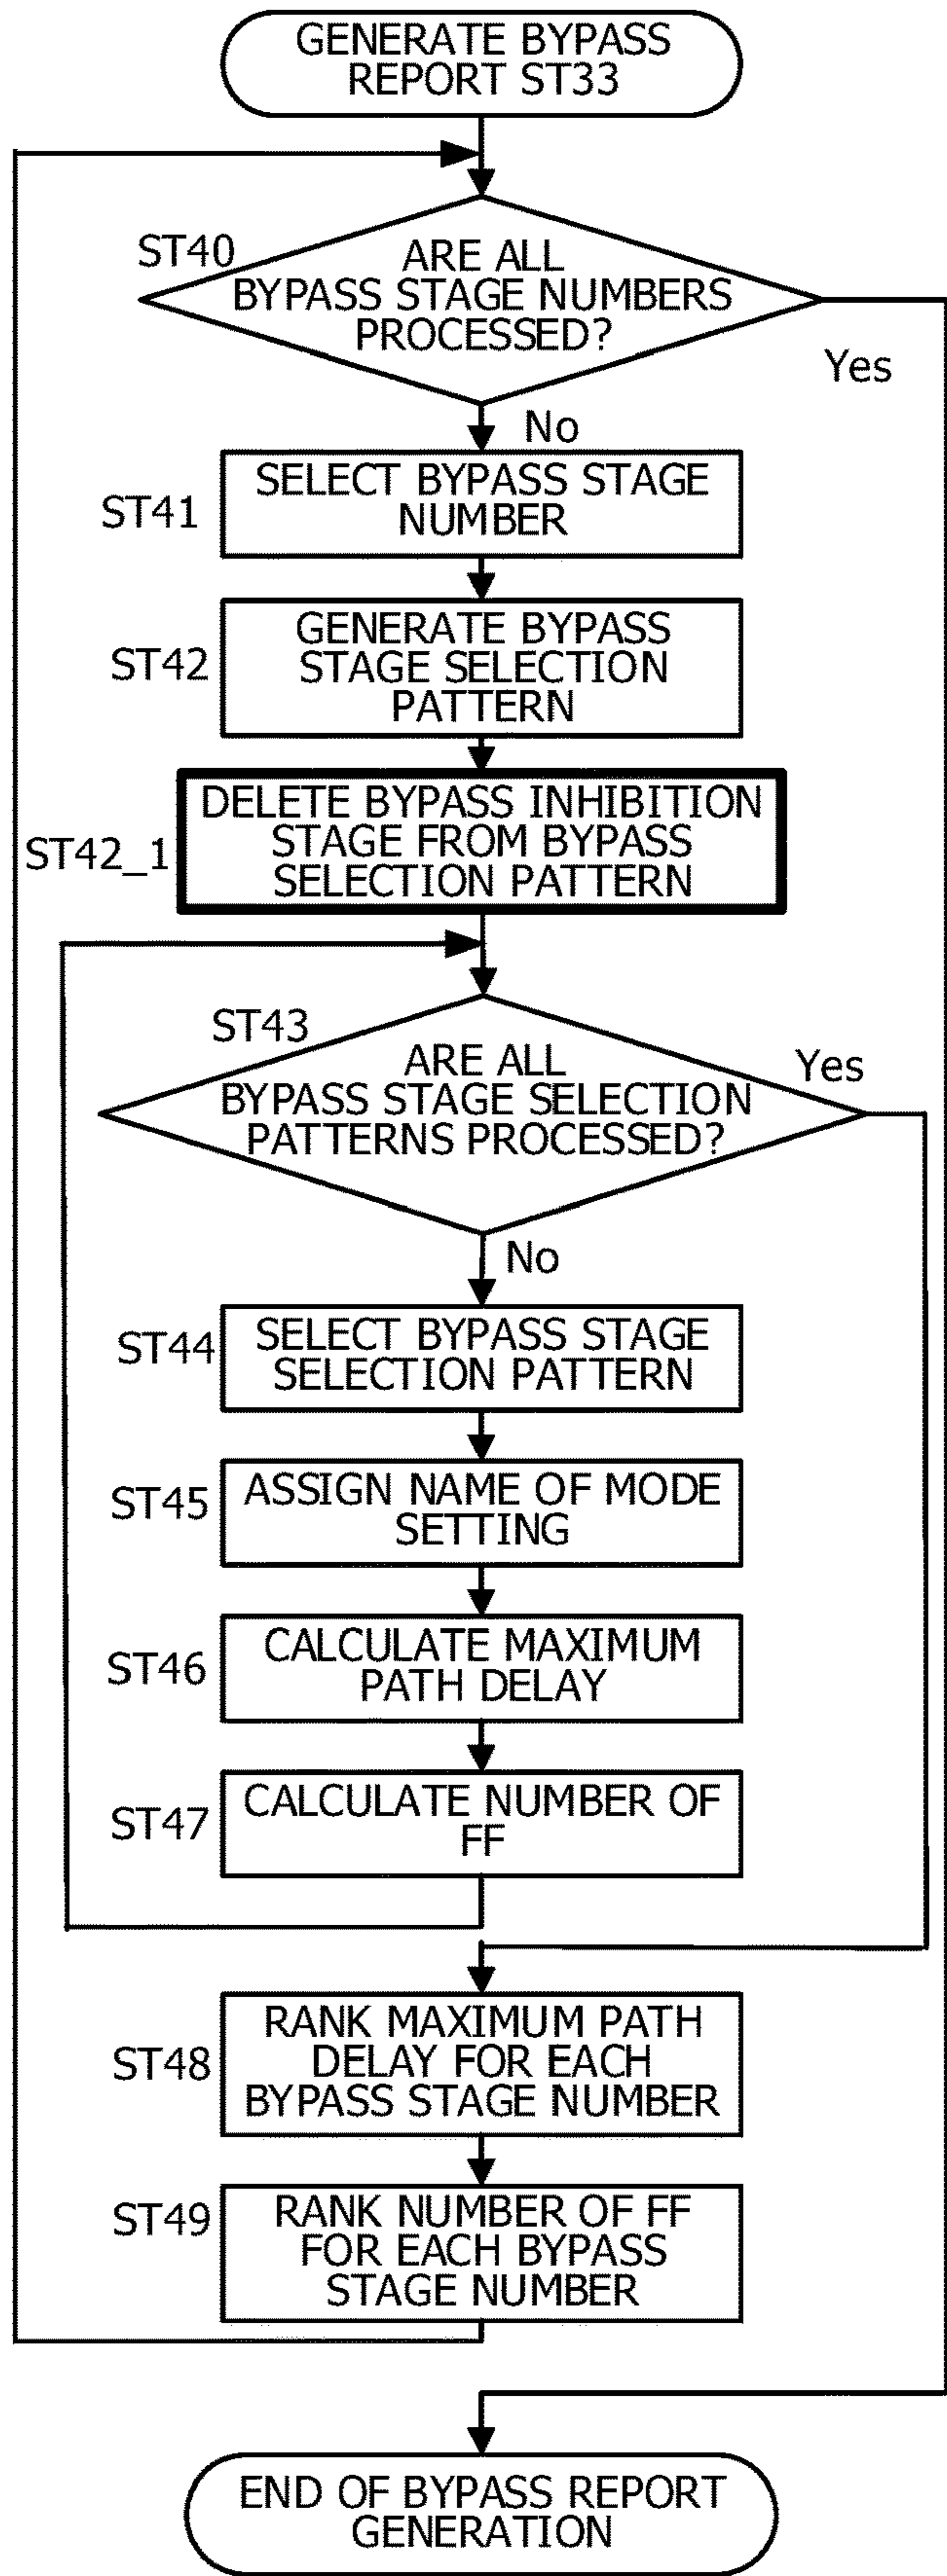 GENERATE BYPASS
REPORT ST33
ST40
ARE ALL
BYPASS STAGE NUMBERS
PROCESSED?
Yes
No
ST41
SELECT BYPASS STAGE
NUMBER
ST42
GENERATE BYPASS
STAGE SELECTION
PATTERN
ST42_1
DELETE BYPASS INHIBITION
STAGE FROM BYPASS
SELECTION PATTERN
ST43
ARE ALL
BYPASS STAGE SELECTION
PATTERNS PROCESSED?
Yes
No
ST44
SELECT BYPASS STAGE
SELECTION PATTERN
ST45
ASSIGN NAME OF MODE
SETTING
ST46
CALCULATE MAXIMUM
PATH DELAY
ST47
CALCULATE NUMBER OF
FF
ST48
RANK MAXIMUM PATH
DELAY FOR EACH
BYPASS STAGE NUMBER
ST49
RANK NUMBER OF FF
FOR EACH BYPASS
STAGE NUMBER
END OF BYPASS REPORT
GENERATION